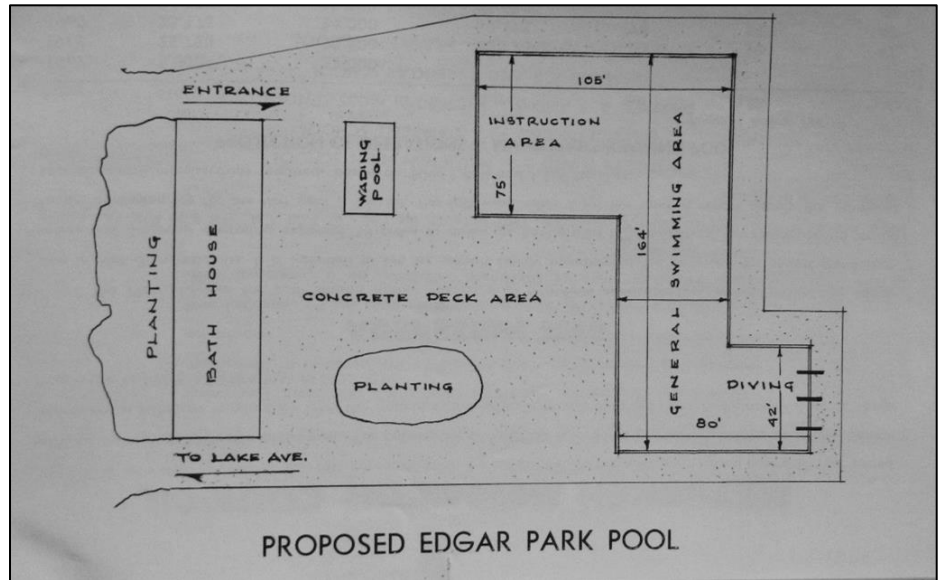 ENTRANCE
WADING
POOL
105'
INSTRUCTION
AREA
75'
164'
GENERAL SWIMMING AREA
PLANTING
BATH HOUSE
CONCRETE DECK AREA
PLANTING
DIVING
80'
42'
TO LAKE AVE.
PROPOSED EDGAR PARK POOL